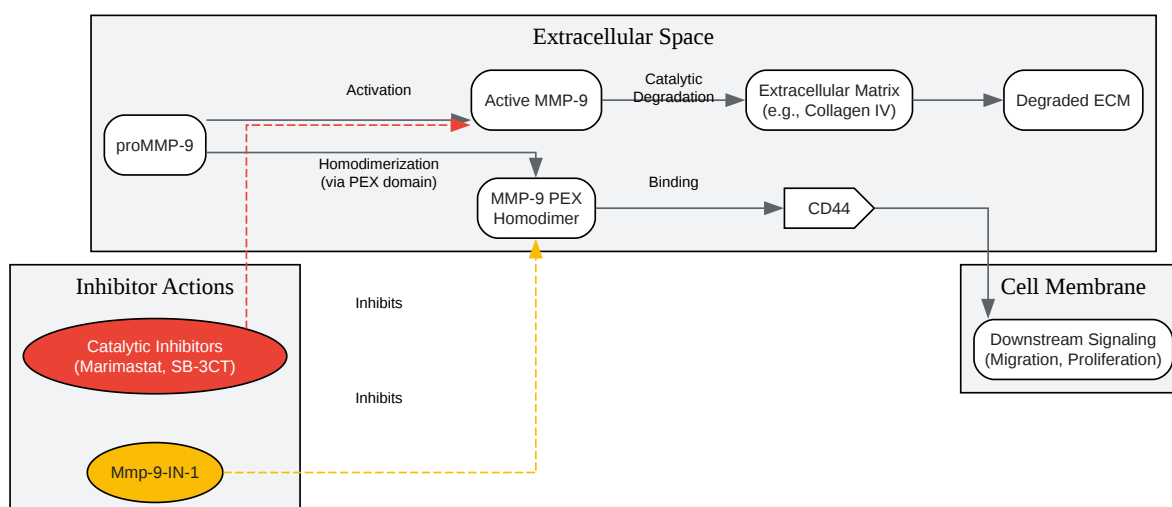 Extracellular Space
Activation
Active MMP-9
Catalytic
Degradation
Extracellular Matrix
(e.g., Collagen IV)
Degraded ECM
proMMP-9
Homodimerization
(via PEX domain)
MMP-9 PEX
Homodimer
Binding
CD44
Inhibitor Actions
Cell Membrane
Inhibits
Catalytic Inhibitors
(Marimastat, SB-3CT)
Downstream Signaling
(Migration, Proliferation)
Inhibits
Mmp-9-IN-1